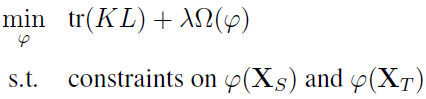 min tr(KL) + λΩ(φ)
φ
s.t. constraints on φ(X_S) and φ(X_T)